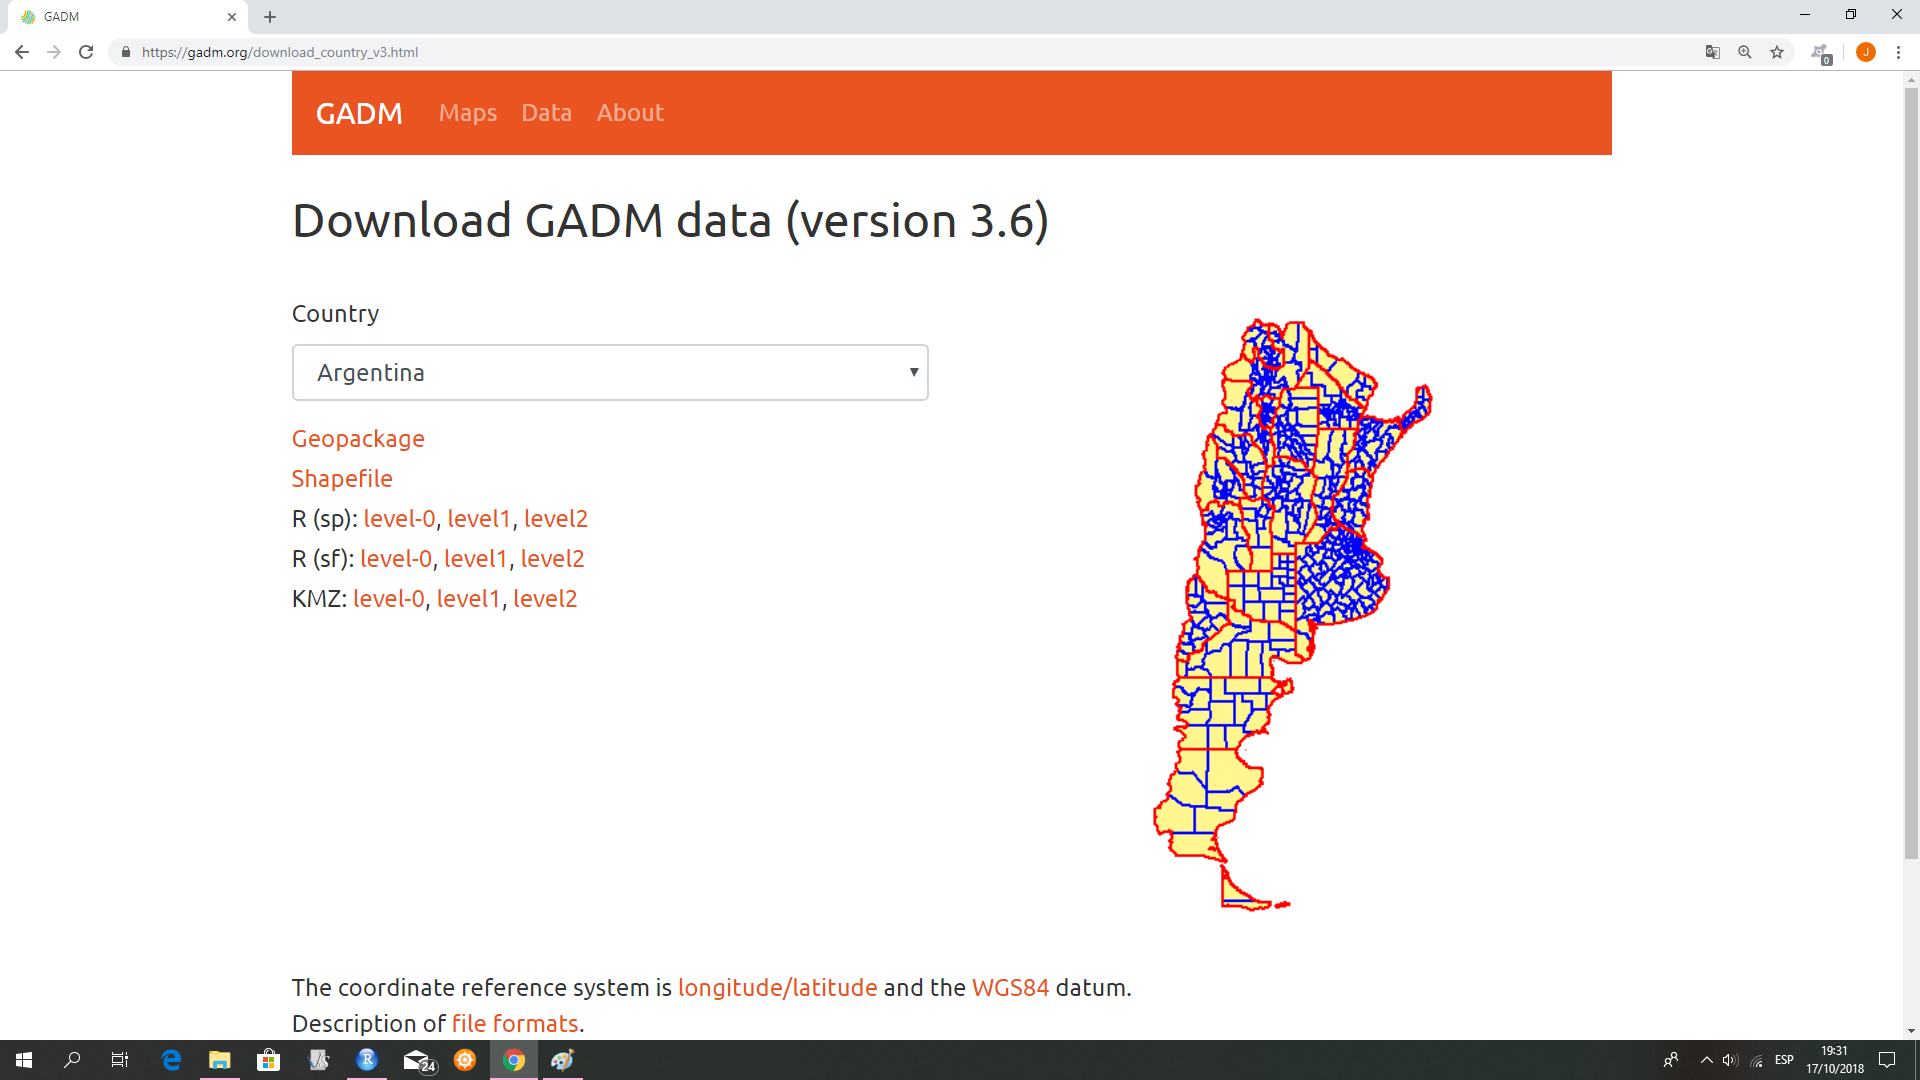 GADM
https://gadm.org/download_country_v3.html
0
J
GADM Maps Data About
Download GADM data (version 3.6)
Country
Argentina
Geopackage
Shapefile
R (sp): level-0, level1, level2
R (sf): level-0, level1, level2
KMZ: level-0, level1, level2
The coordinate reference system is longitude/latitude and the WGS84 datum.
Description of file formats.
R
24
ESP
19:31
17/10/2018